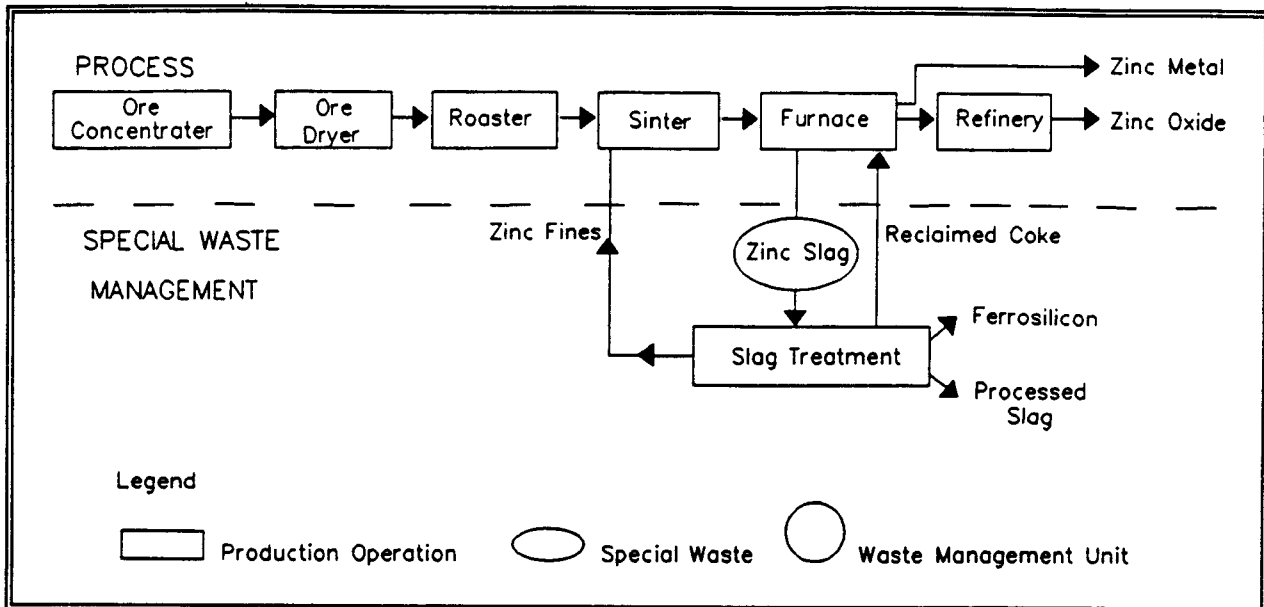 PROCESS
Ore
Concentrater
Ore
Dryer
Roaster
Sinter
Furnace
Refinery
Zinc Metal
Zinc Oxide
SPECIAL WASTE
MANAGEMENT
Zinc Fines
Zinc Slag
Reclaimed Coke
Slag Treatment
Ferrosilicon
Processed
Slag
Legend
Production Operation
Special Waste
Waste Management Unit